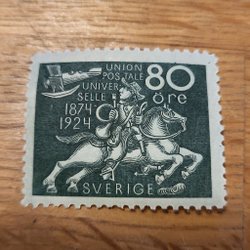 UNION 80
POSTALE öre
UNIVER
SELLE
1874
1924
SVERIGE